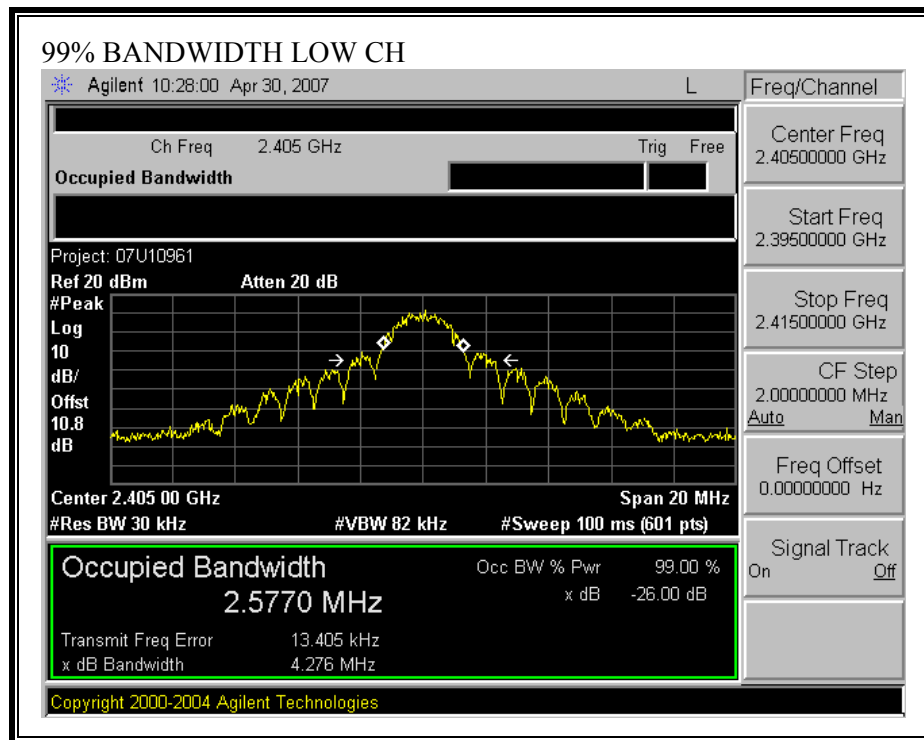 99% BANDWIDTH LOW CH
Agilent 10:28:00 Apr 30, 2007 L
Freq/Channel
Ch Freq 2.405 GHz Trig Free
Occupied Bandwidth
Center Freq
2.40500000 GHz
Start Freq
2.39500000 GHz
Stop Freq
2.41500000 GHz
CF Step
2.00000000 MHz
Auto Man
Freq Offset
0.00000000 Hz
Signal Track
On Off
Project: 07U10961
Ref 20 dBm Atten 20 dB
#Peak
Log
10
dB/
Offst
10.8
dB
Center 2.405 00 GHz Span 20 MHz
#Res BW 30 kHz #VBW 82 kHz #Sweep 100 ms (601 pts)
Occupied Bandwidth
2.5770 MHz
Occ BW % Pwr 99.00 %
x dB -26.00 dB
Transmit Freq Error 13.405 kHz
x dB Bandwidth 4.276 MHz
Copyright 2000-2004 Agilent Technologies